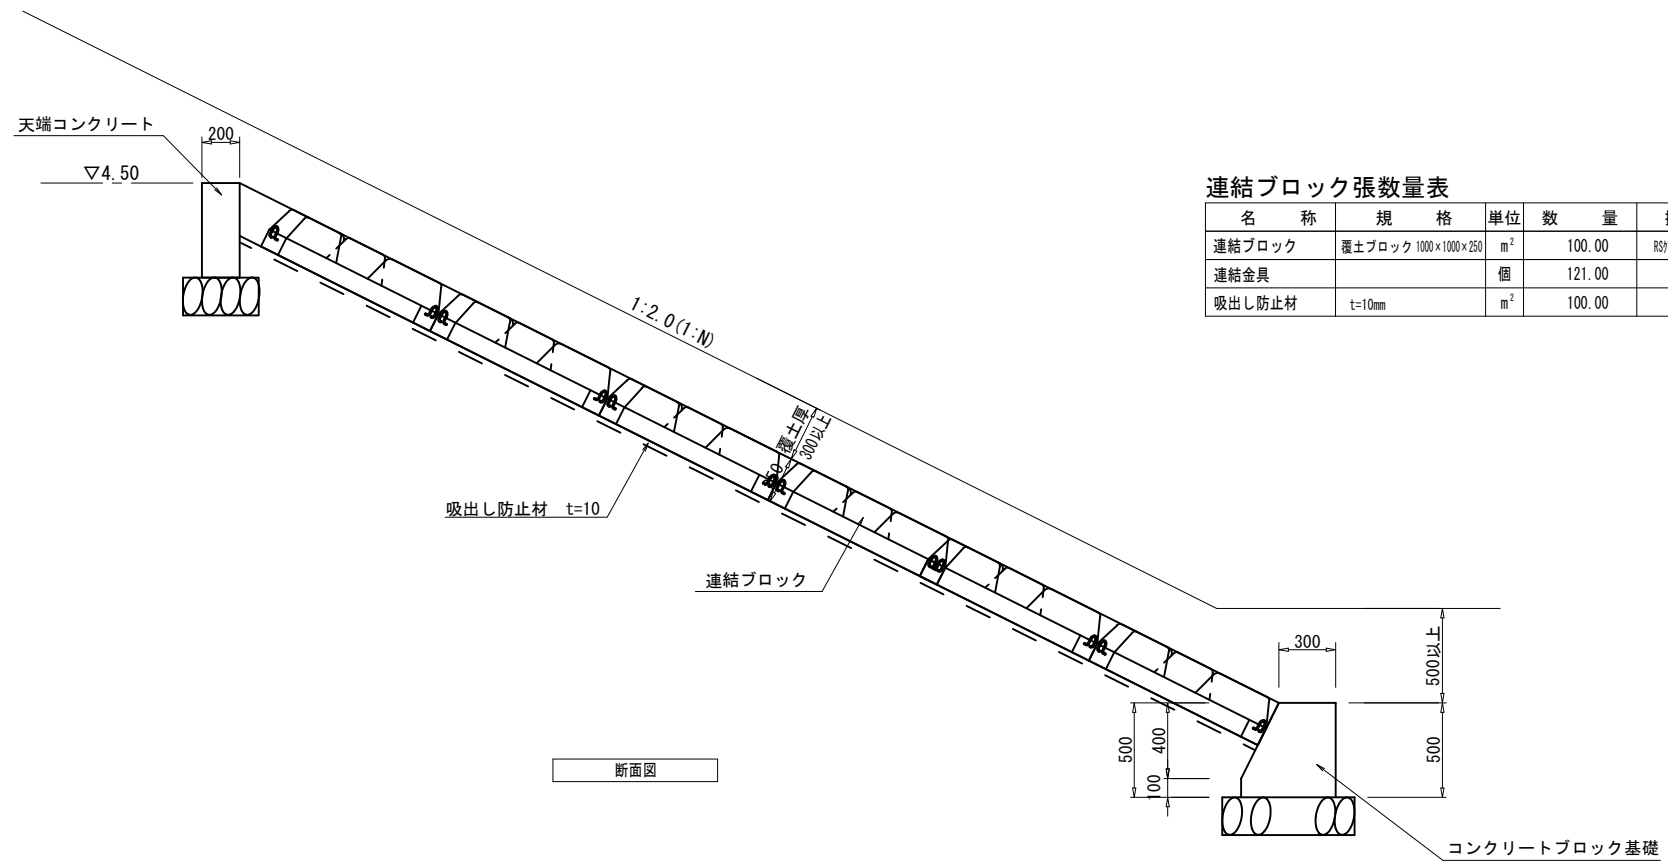 天端コンクリート
200
▽4.50
連結ブロック張数量表
名　称 規　格 単位 数　量
連結ブロック 覆土ブロック 1000×1000×250 m² 100.00
連結金具 個 121.00
吸出し防止材 t=10mm m² 100.00
1:2.0(1:N)
覆土厚
300以上
吸出し防止材 t=10
連結ブロック
300
500以上
500
400
100
500
断面図
コンクリートブロック基礎